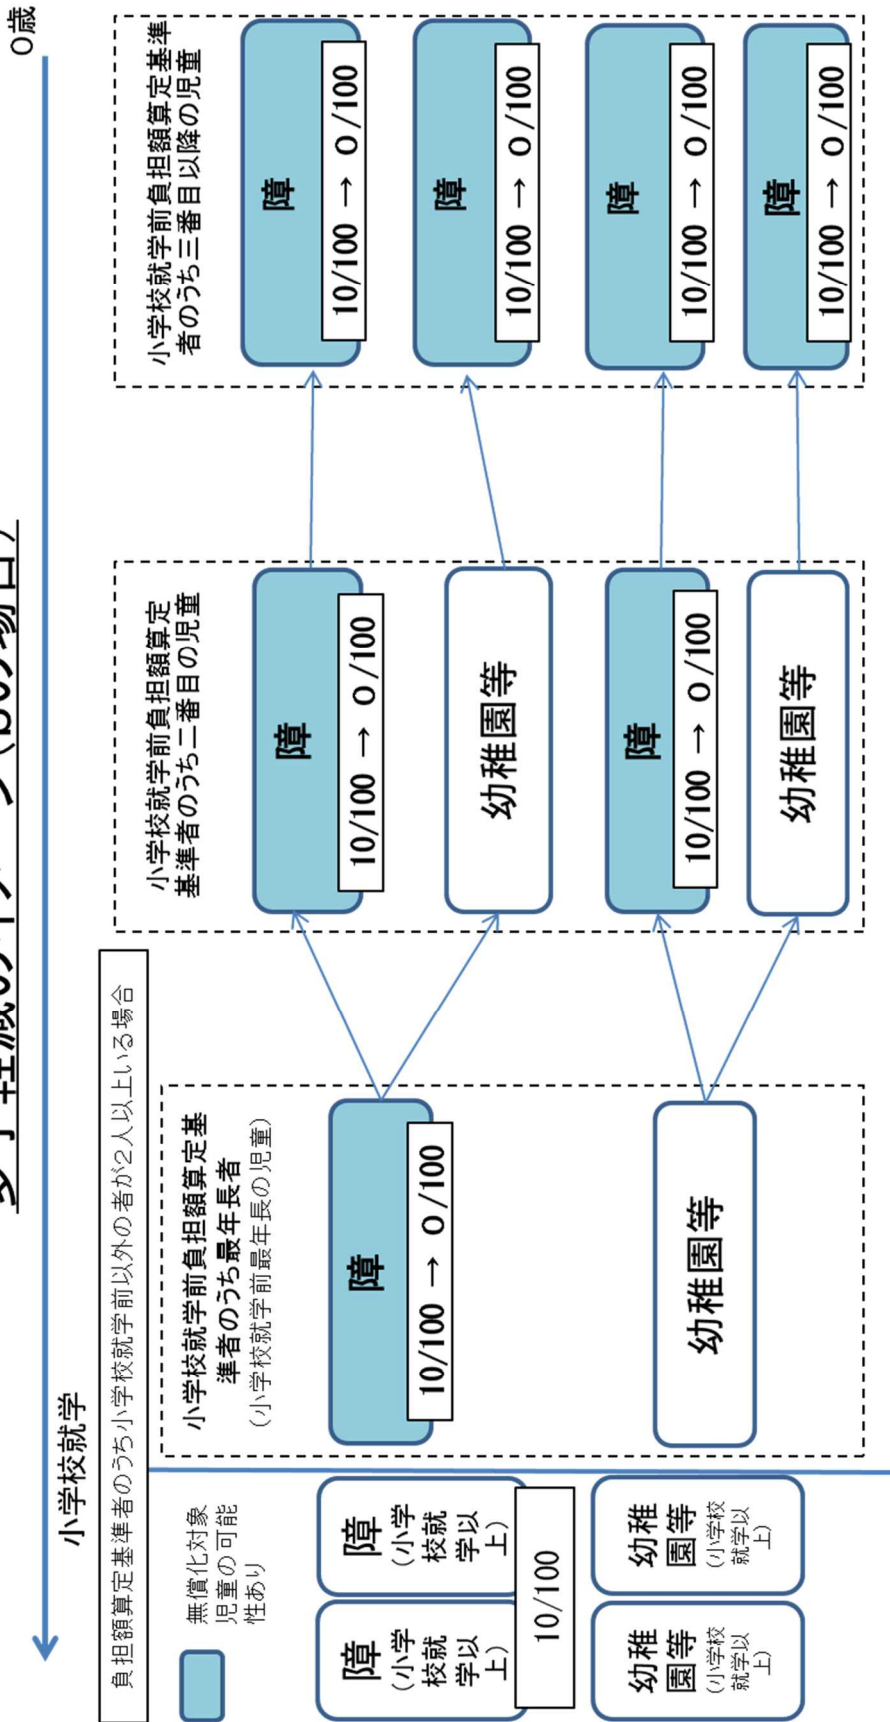 多子軽減のイメージ(bの場合)
小学校就学
０歳
負担額算定基準者のうち小学校就学前以外の者が２人以上いる場合
無償化対象
児童の可能
性あり
障
(小学
校就
学以
上)
障
(小学
校就
学以
上)
10/100
幼稚
園等
(小学校
就学以
上)
幼稚
園等
(小学校
就学以
上)
小学校就学前負担額算定基
準者のうち最年長者
(小学校就学前最年長の児童)
障
10/100 → ０/100
幼稚園等
小学校就学前負担額算定
基準者のうち二番目の児童
障
10/100 → ０/100
幼稚園等
障
10/100 → ０/100
幼稚園等
小学校就学前負担額算定基準
者のうち三番目以降の児童
障
10/100 → ０/100
障
10/100 → ０/100
障
10/100 → ０/100
障
10/100 → ０/100